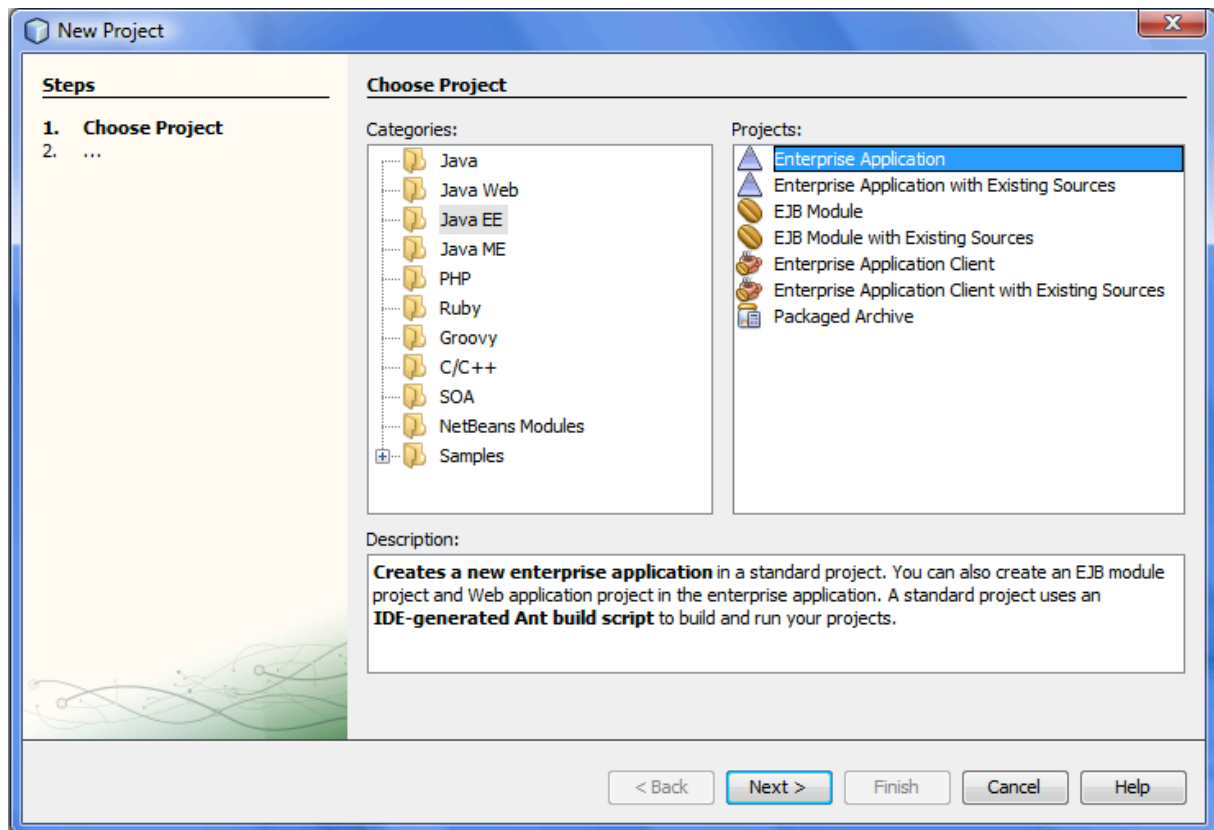 New Project
Steps
1. Choose Project
2. ...
Choose Project
Categories:
Java
Java Web
Java EE
Java ME
PHP
Ruby
Groovy
C/C++
SOA
NetBeans Modules
Samples
Projects:
Enterprise Application
Enterprise Application with Existing Sources
EJB Module
EJB Module with Existing Sources
Enterprise Application Client
Enterprise Application Client with Existing Sources
Packaged Archive
Description:
Creates a new enterprise application in a standard project. You can also create an EJB module
project and Web application project in the enterprise application. A standard project uses an
IDE-generated Ant build script to build and run your projects.
< Back Next > Finish Cancel Help